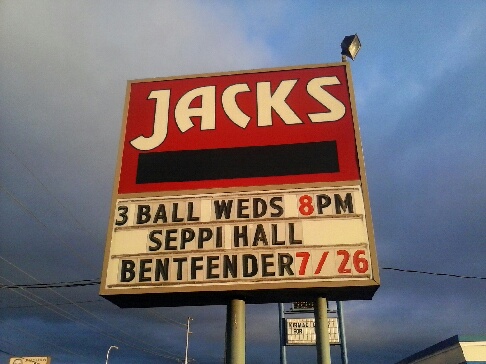 JACKS
3 BALL WEDS 8PM
SEPPI HALL
BENTFENDER 7/26